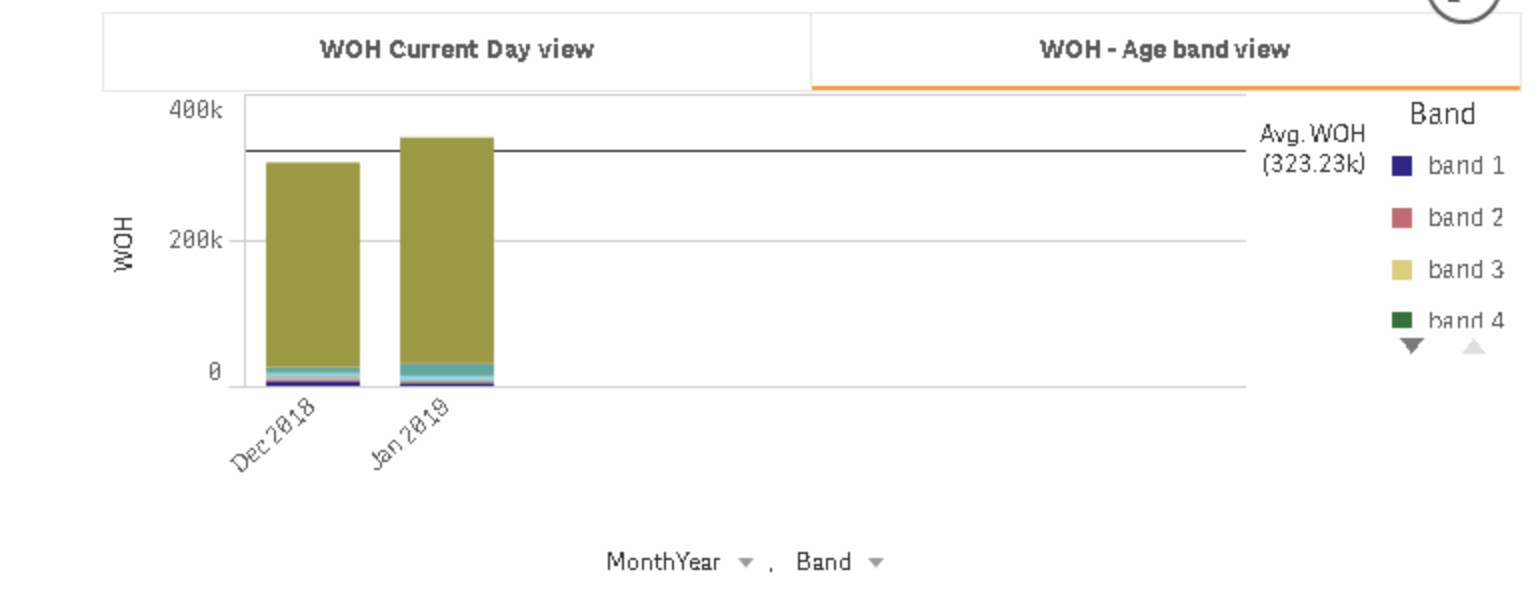 WOH Current Day view
WOH - Age band view
400k
200k
0
WOH
Avg. WOH
(323.23k)
Band
band 1
band 2
band 3
band 4
Dec 2018
Jan 2019
MonthYear , Band